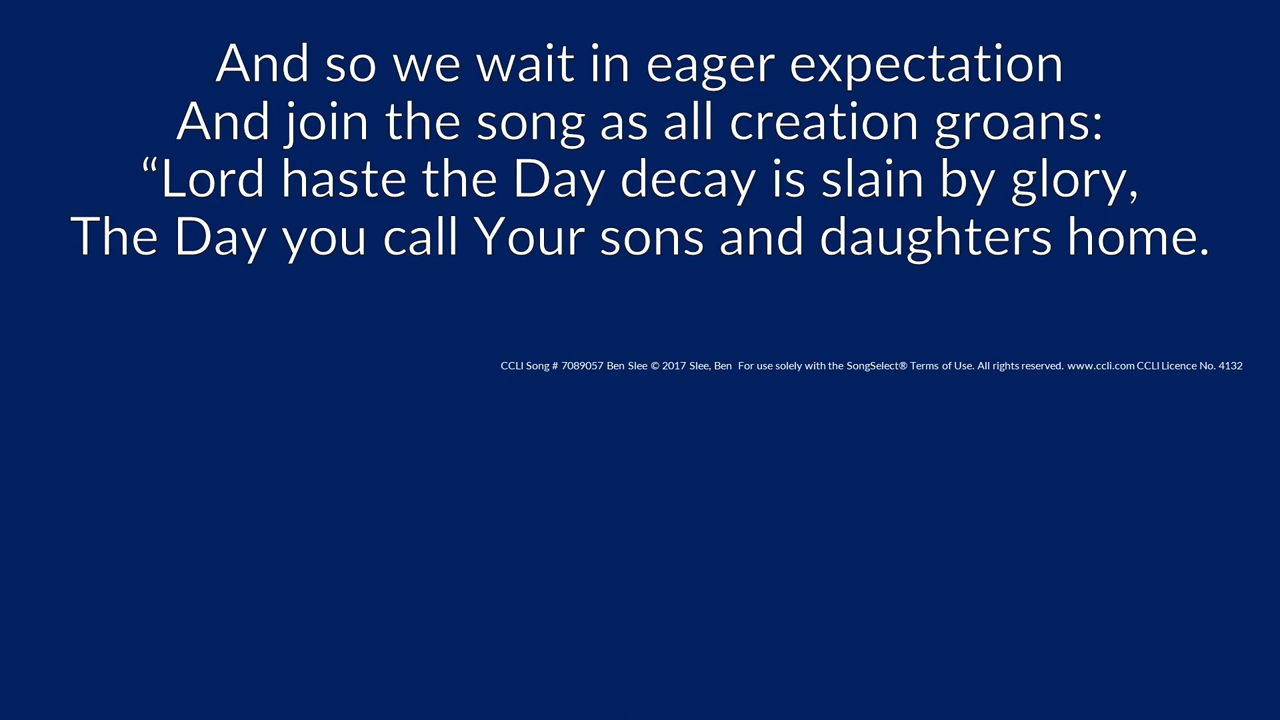 And so we wait in eager expectation
And join the song as all creation groans:
“Lord haste the Day decay is slain by glory,
The Day you call Your sons and daughters home.
CCLI Song # 7089057 Ben Slee © 2017 Slee, Ben  For use solely with the SongSelect® Terms of Use. All rights reserved. www.ccli.com CCLI Licence No. 4132